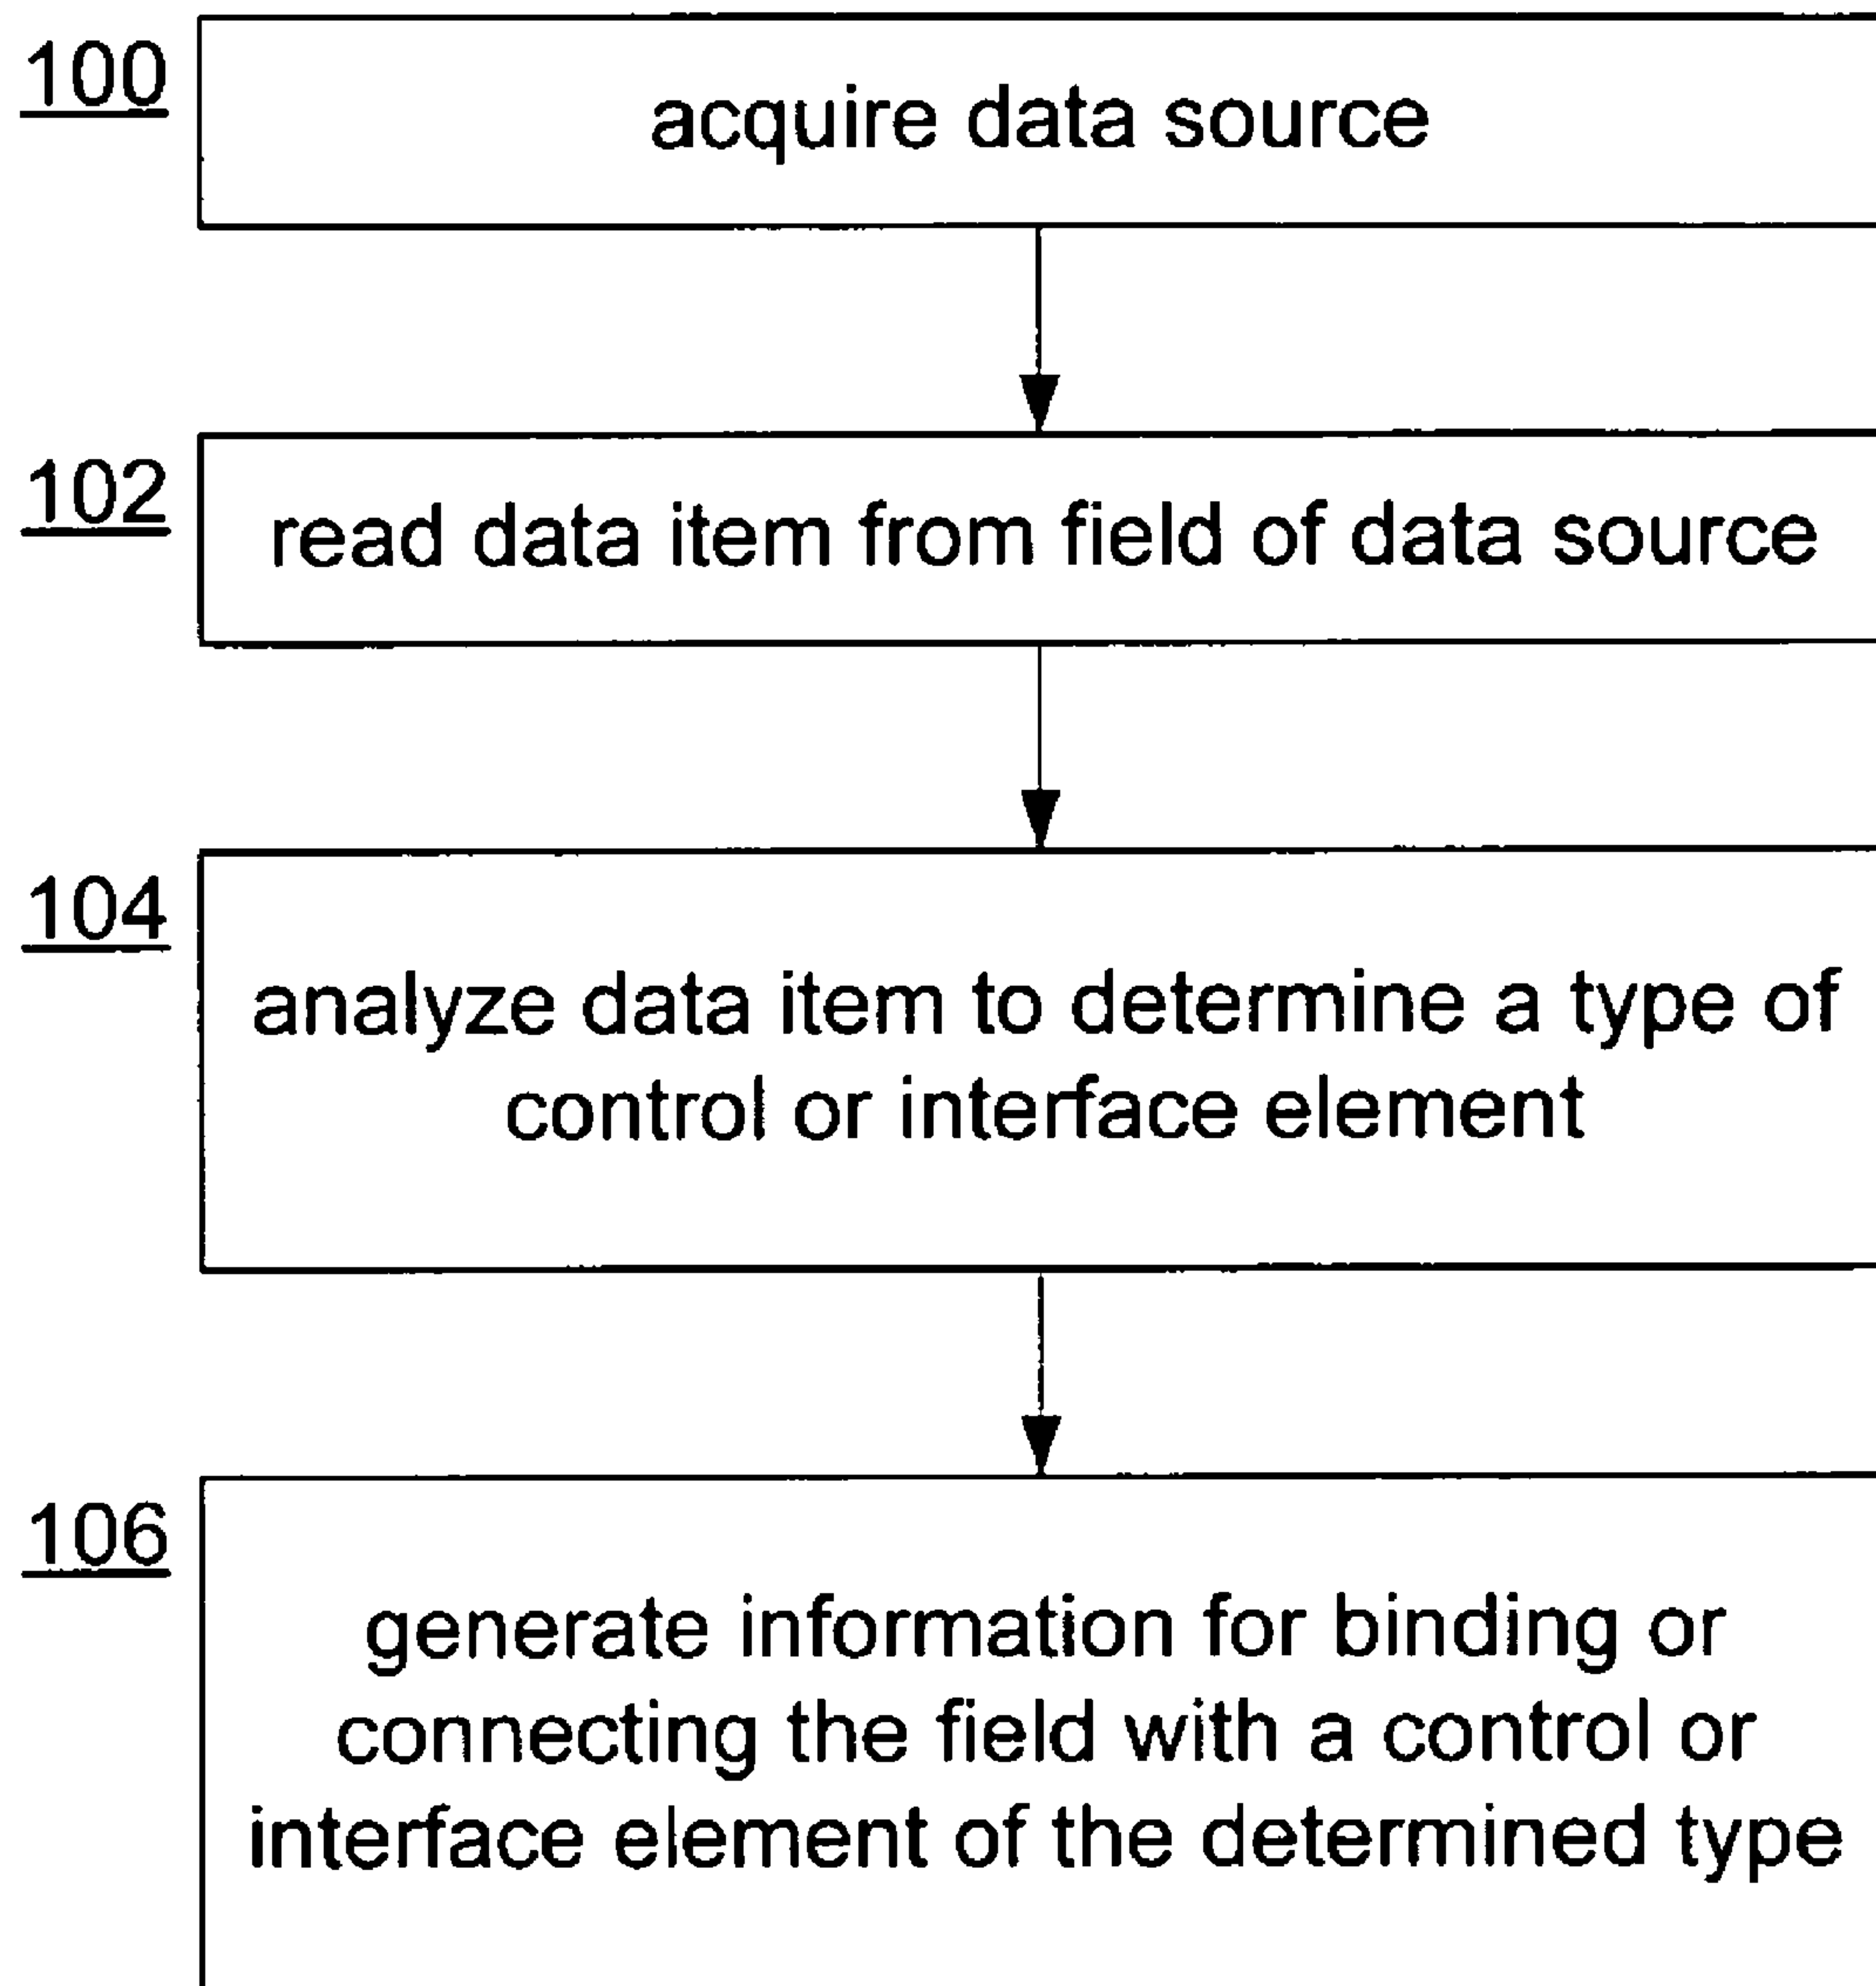 100
acquire data source
102
read data item from field of data source
104
analyze data item to determine a type of
control or interface element
106
generate information for binding or
connecting the field with a control or
interface element of the determined type